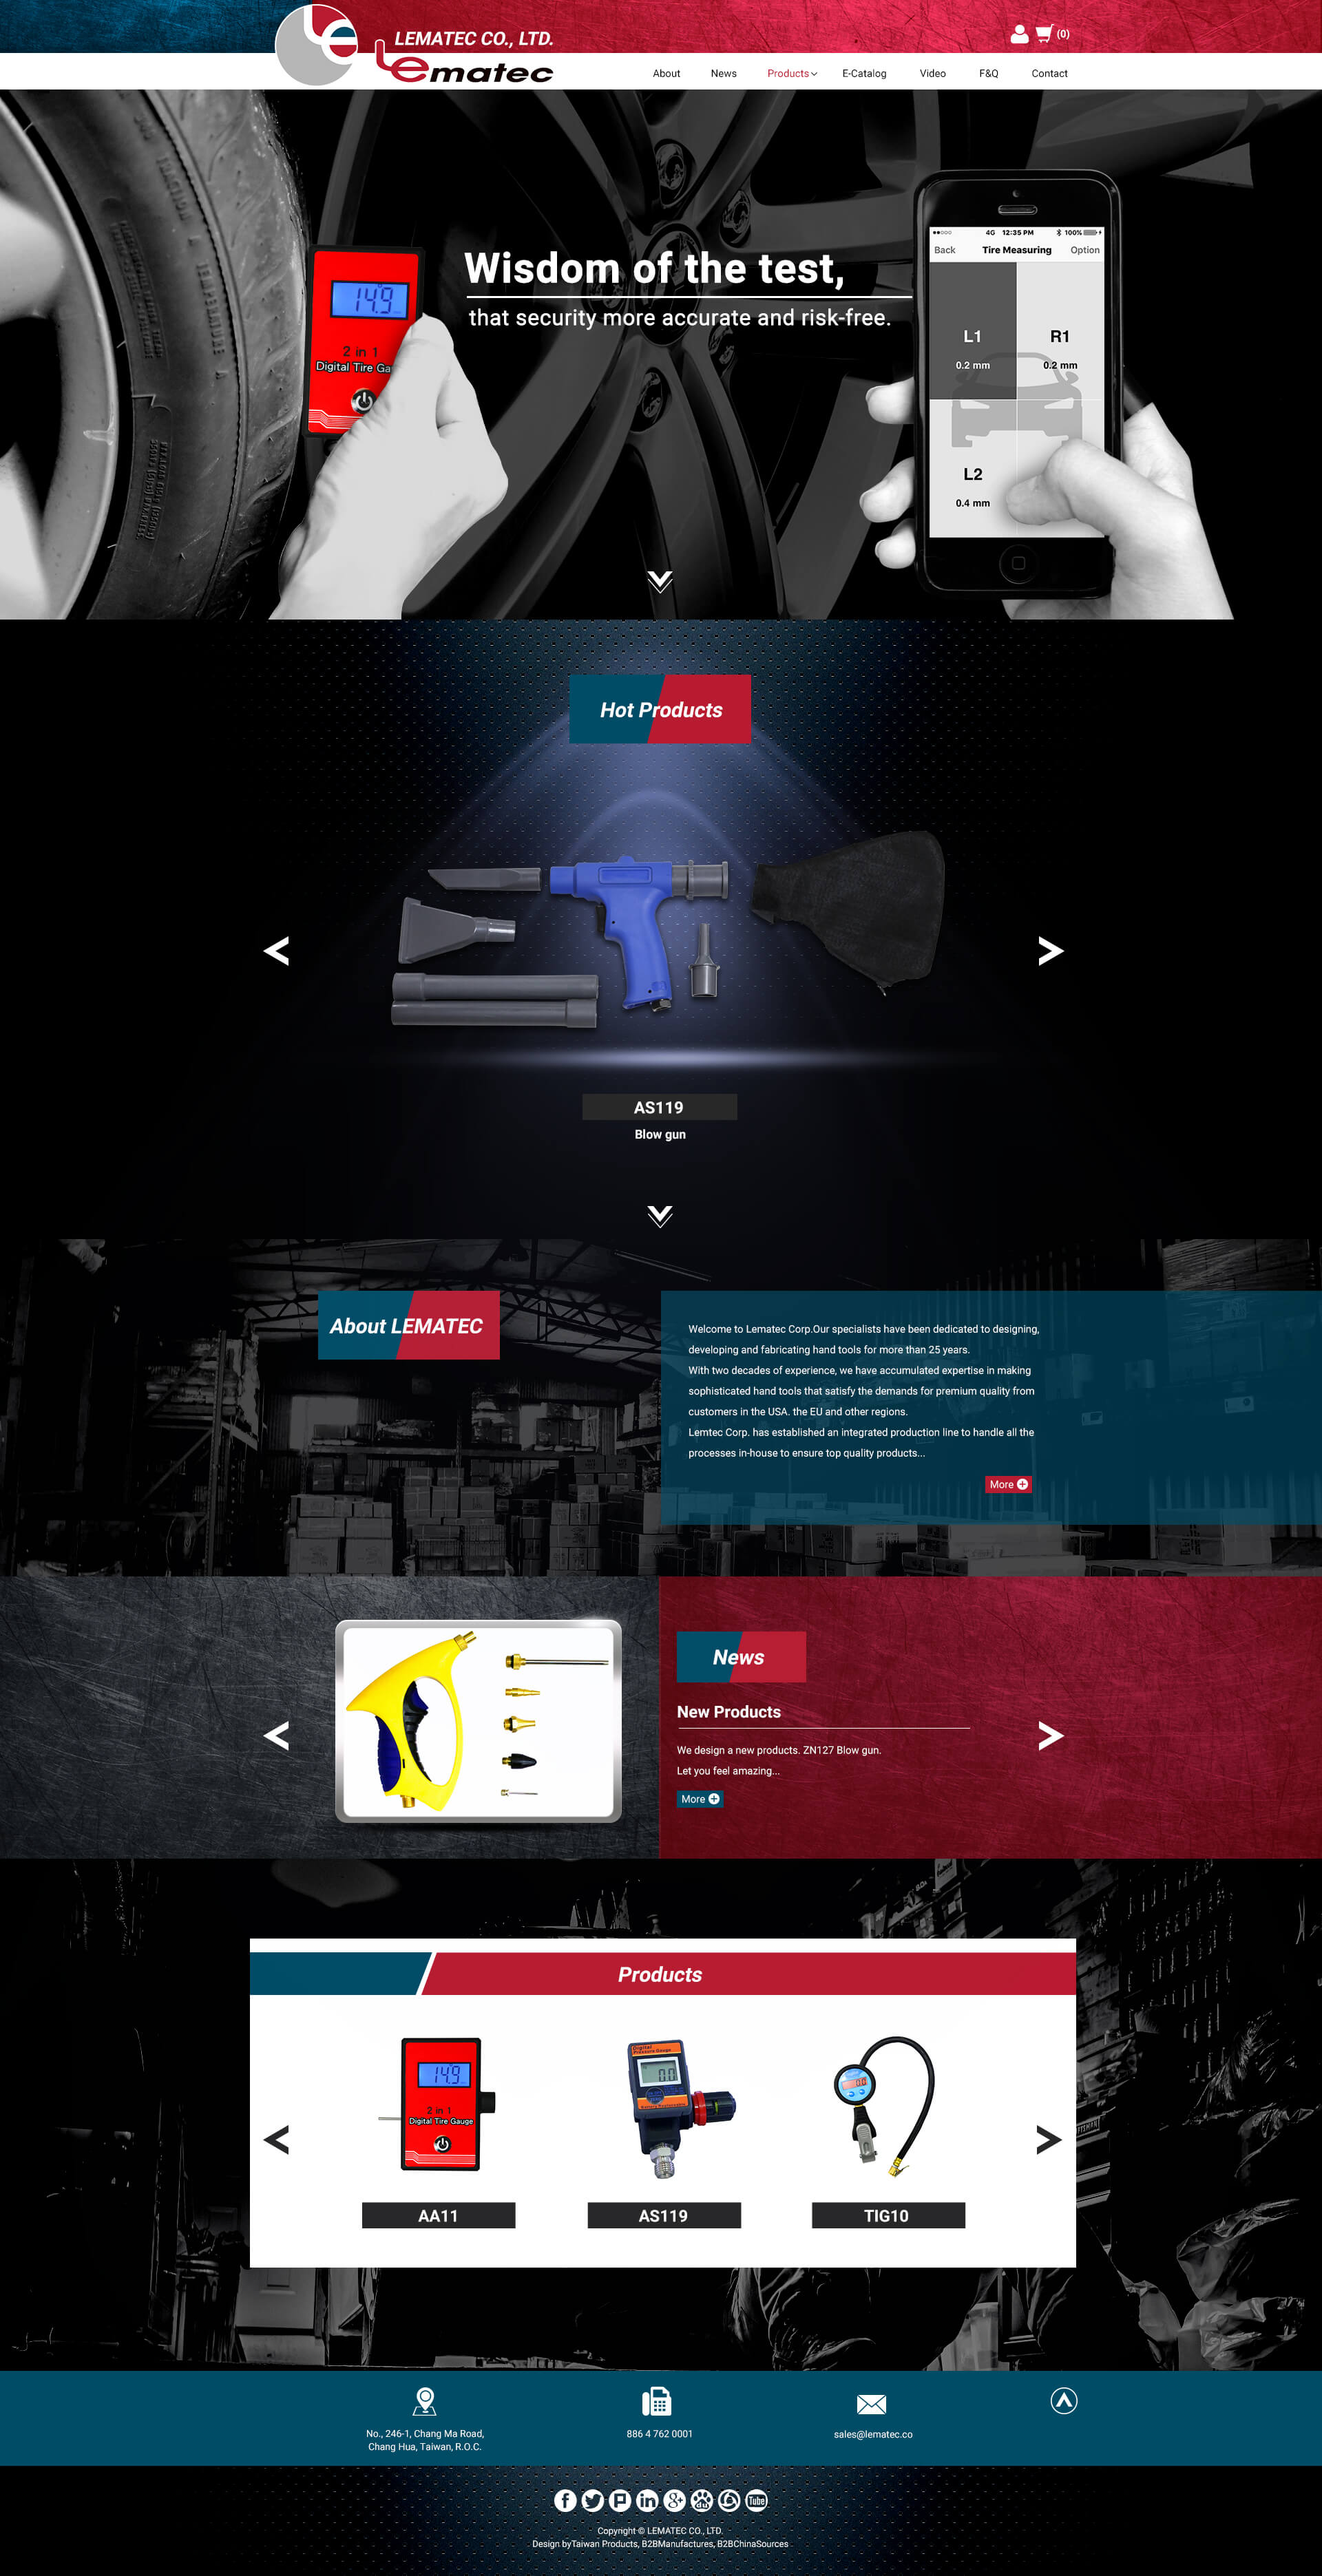 LEMATEC CO., LTD.
Lematec
(0)
About News Products E-Catalog Video F&Q Contact
14.9
2 in 1
Digital Tire Ga
Wisdom of the test,
that security more accurate and risk-free.
4G 12:35 PM 100%
Back Tire Measuring Option
L1 R1
0.2 mm 0.2 mm
L2
0.4 mm
Hot Products
AS119
Blow gun
About LEMATEC
Welcome to Lematec Corp.Our specialists have been dedicated to designing,
developing and fabricating hand tools for more than 25 years.
With two decades of experience, we have accumulated expertise in making
sophisticated hand tools that satisfy the demands for premium quality from
customers in the USA. the EU and other regions.
Lemtec Corp. has established an integrated production line to handle all the
processes in-house to ensure top quality products...
More
News
New Products
We design a new products. ZN127 Blow gun.
Let you feel amazing...
More
Products
14.9
2 in 1
Digital Tire Gauge
Digital
Pressure Gauge
0.0
0.0
AA11 AS119 TIG10
No., 246-1, Chang Ma Road,
Chang Hua, Taiwan, R.O.C.
886 4 762 0001
sales@lematec.co
Copyright © LEMATEC CO., LTD.
Design byTaiwan Products, B2BManufactures, B2BChinaSources